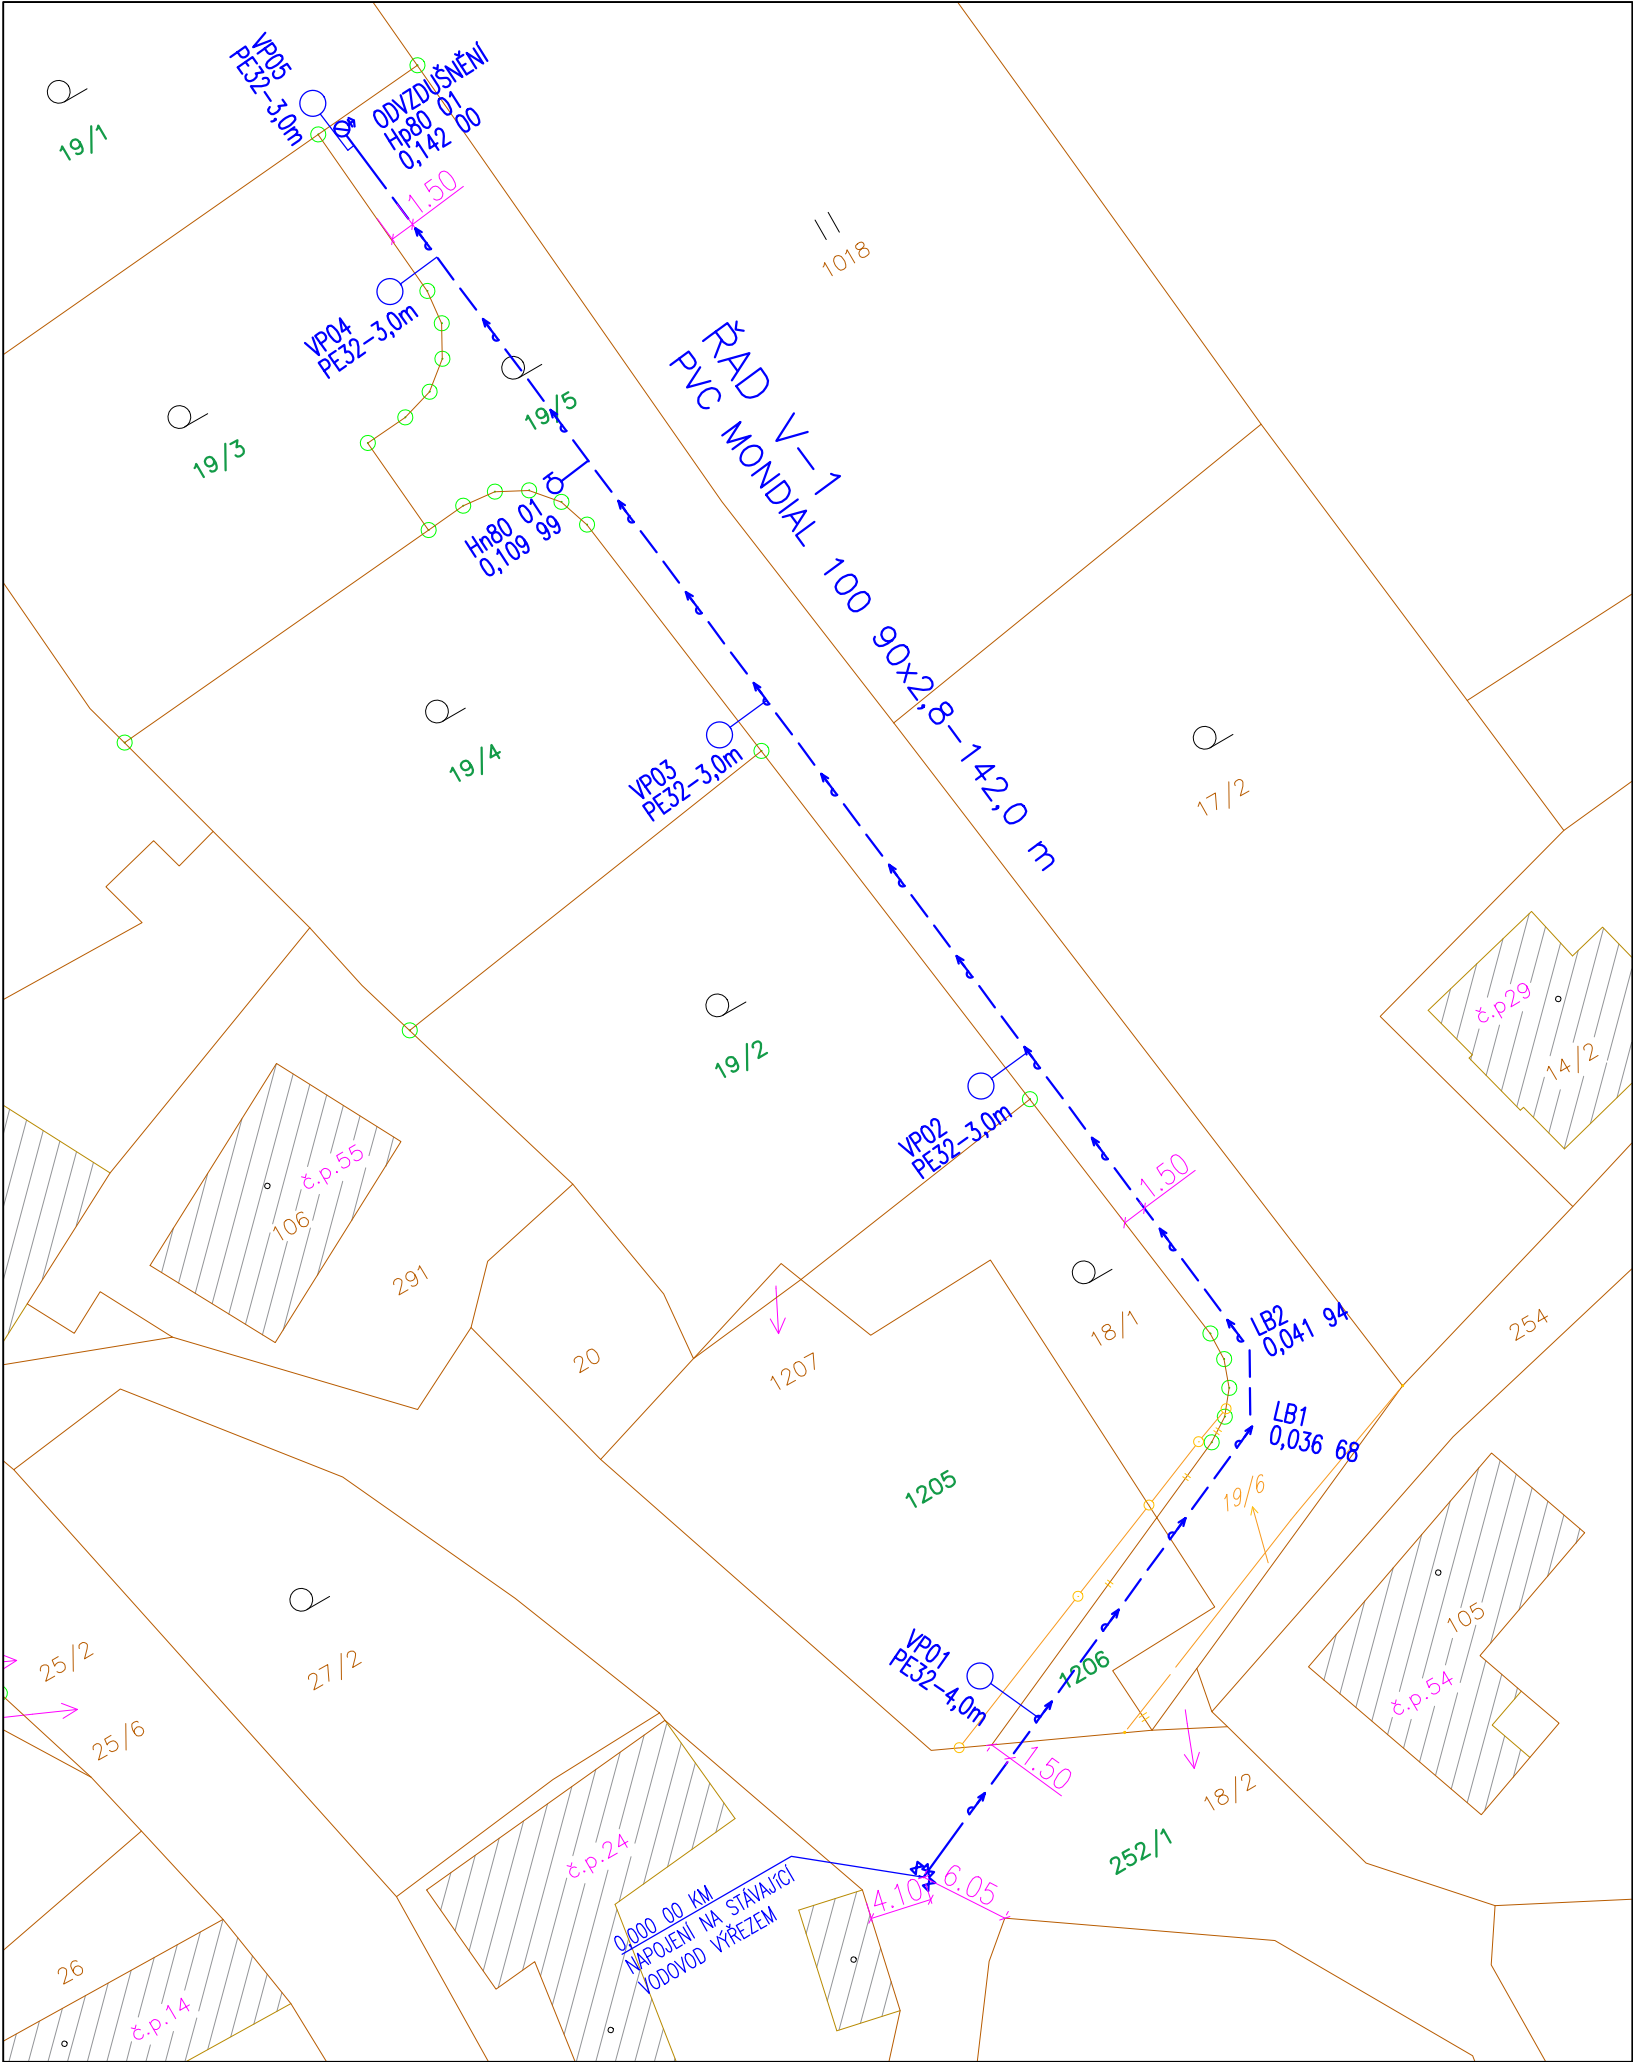 VP05
PE32-3,0m
ODVZDUŠNĚNÍ
Hp80 01
0,142 00
19/1
1.50
1018
VP04
PE32-3,0m
ŘAD V-1
PVC MONDIAL 100 90x2,8-142,0 m
19/5
19/3
Hn80 01
0,109 99
19/4
VP03
PE32-3,0m
17/2
č.p29
14/2
19/2
VP02
PE32-3,0m
1.50
č.p.55
106
291
LB2
0,041 94
18/1
254
20
1207
LB1
0,036 68
1205
19/6
105
VP01
PE32-4,0m
1206
25/2
27/2
č.p.54
25/6
1.50
18/2
252/1
č.p.24
6.05
4.10
0,000 00 KM
NAPOJENÍ NA STÁVAJÍCÍ
VODOVOD VÝŘEZEM
26
č.p.14